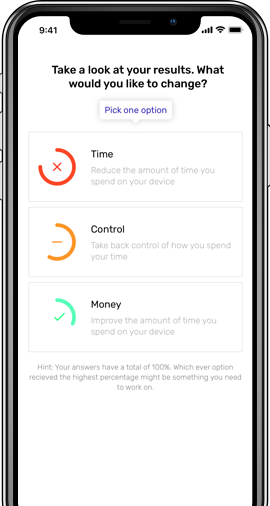 9:41
Take a look at your results. What
would you like to change?
Pick one option
Time
Reduce the amount of time you
spend on your device
Control
Take back control of how you spend
your time
Money
Improve the amount of time you
spend on your device
Hint: Your answers have a total of 100%. Which ever option
recieved the highest percentage might be something you need
to work on.